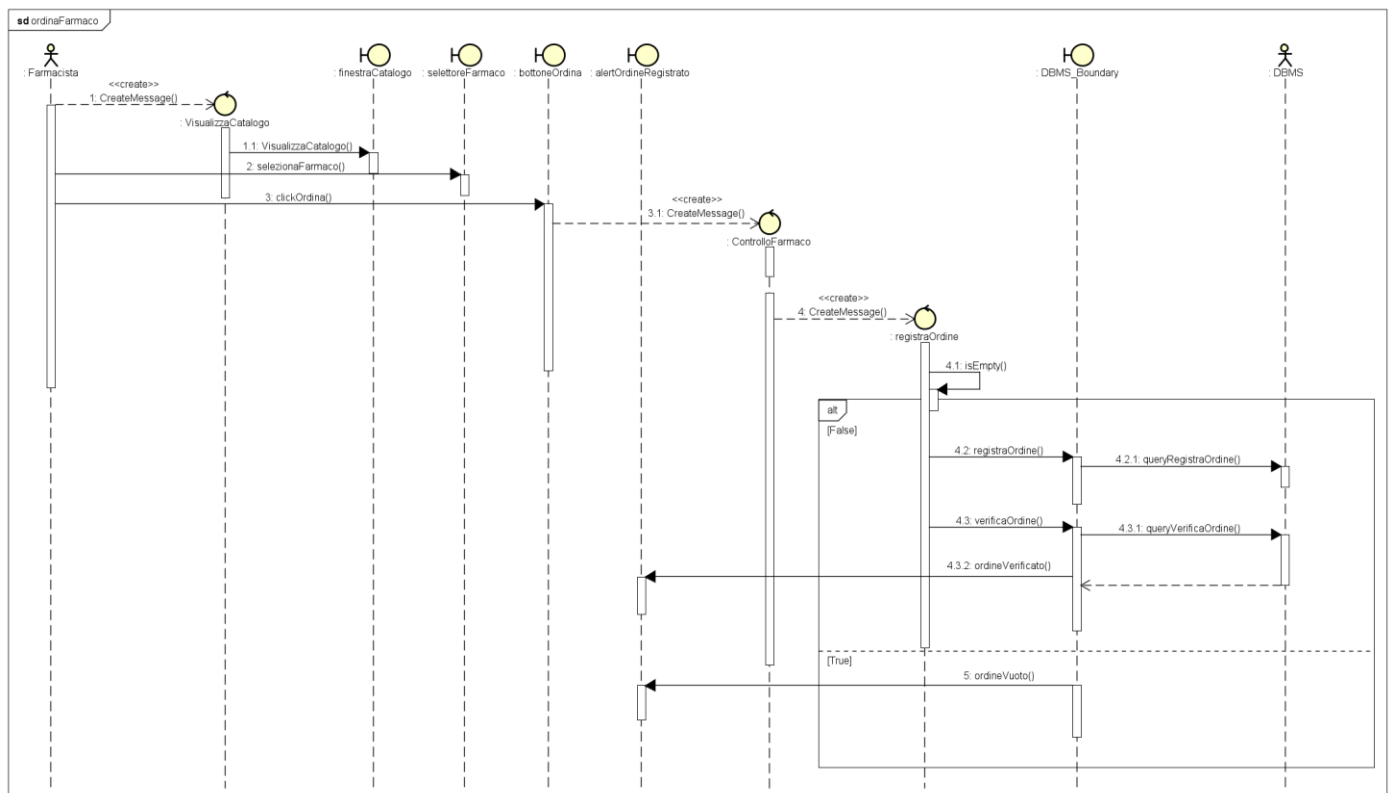 sd ordinaFarmaco
: Farmacista
: finestraCatalogo
: selettoreFarmaco
: bottoneOrdina
: alertOrdineRegistrato
: DBMS_Boundary
: DBMS
<<create>>
1: CreateMessage()
: VisualizzaCatalogo
1.1: VisualizzaCatalogo()
2: selezionaFarmaco()
3: clickOrdina()
<<create>>
3.1: CreateMessage()
: ControlloFarmaco
<<create>>
4: CreateMessage()
: registraOrdine
4.1: isEmpty()
alt
[False]
4.2: registraOrdine()
4.2.1: queryRegistraOrdine()
4.3: verificaOrdine()
4.3.1: queryVerificaOrdine()
4.3.2: ordineVerificato()
[True]
5: ordineVuoto()